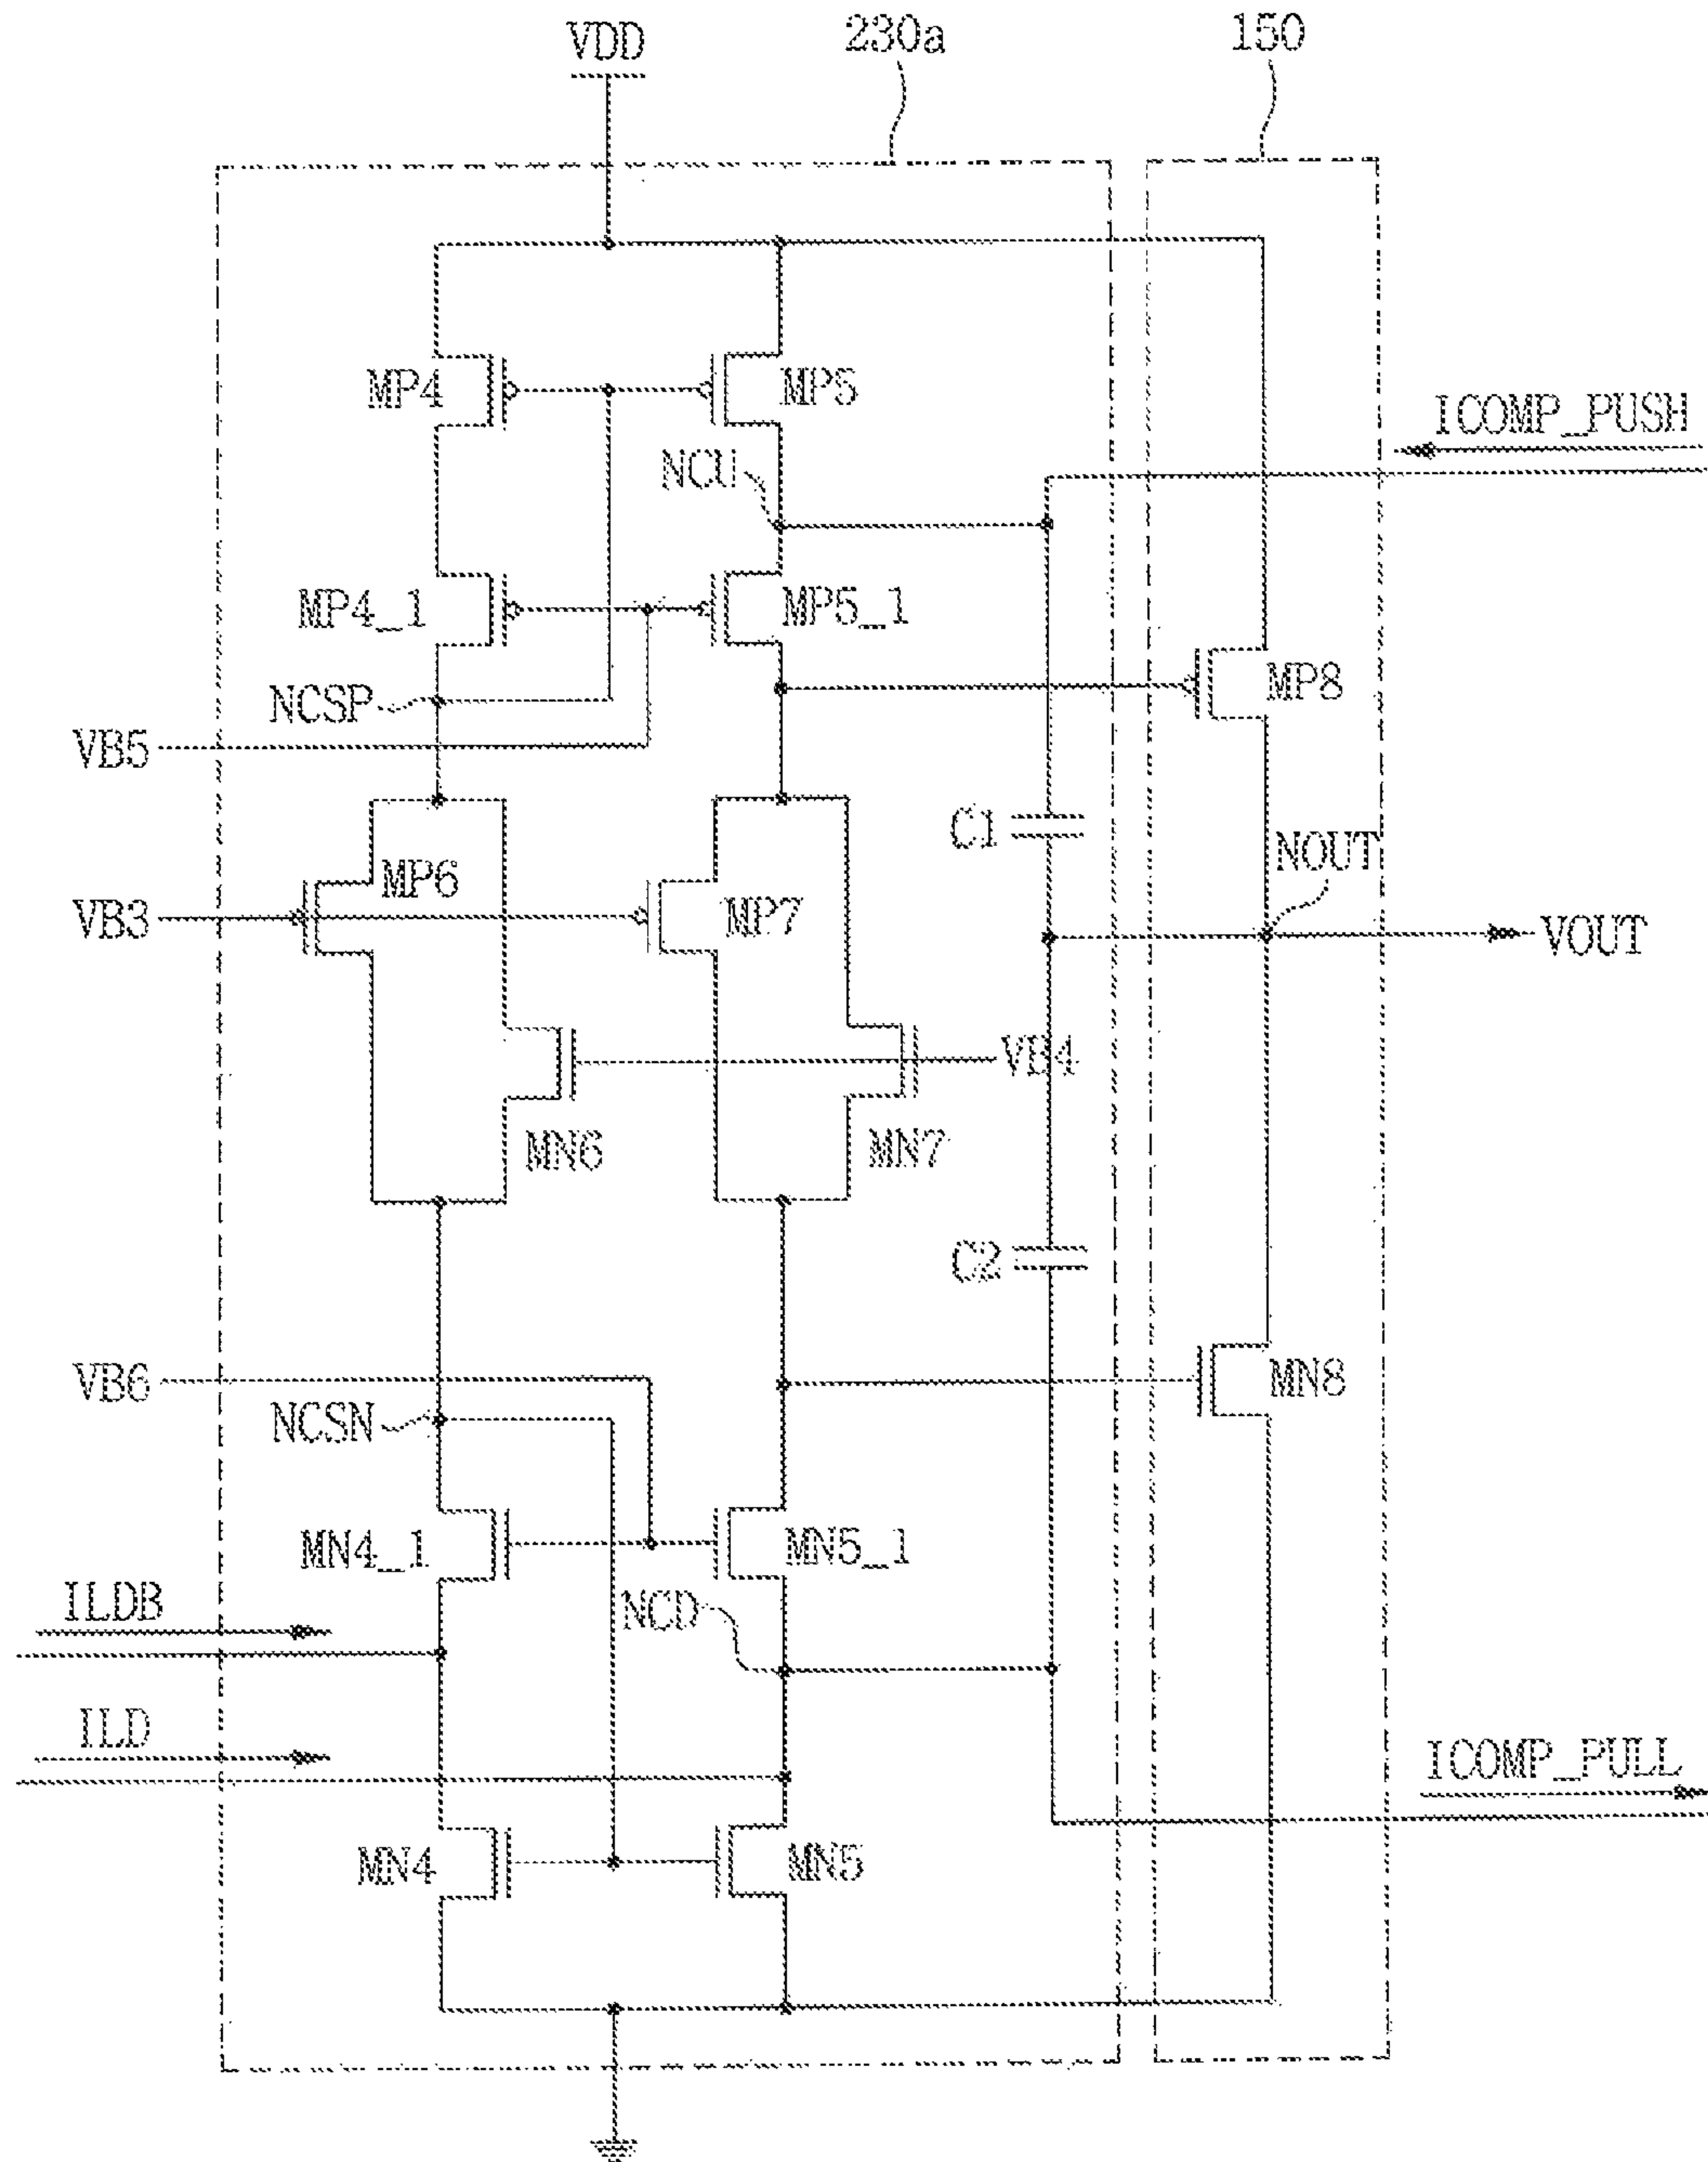 VDD
230a
150
MP4
MP5
ICOMP_PUSH
NCU
MP4_1
MP5_1
NCSP
MP8
VB5
C1
NOUT
MP6
VB3
MP7
VOUT
VB4
MN6
MN7
C2
VB6
MN8
NCSN
MN4_1
MN5_1
ILDB
NCD
ILD
ICOMP_PULL
MN4
MN5